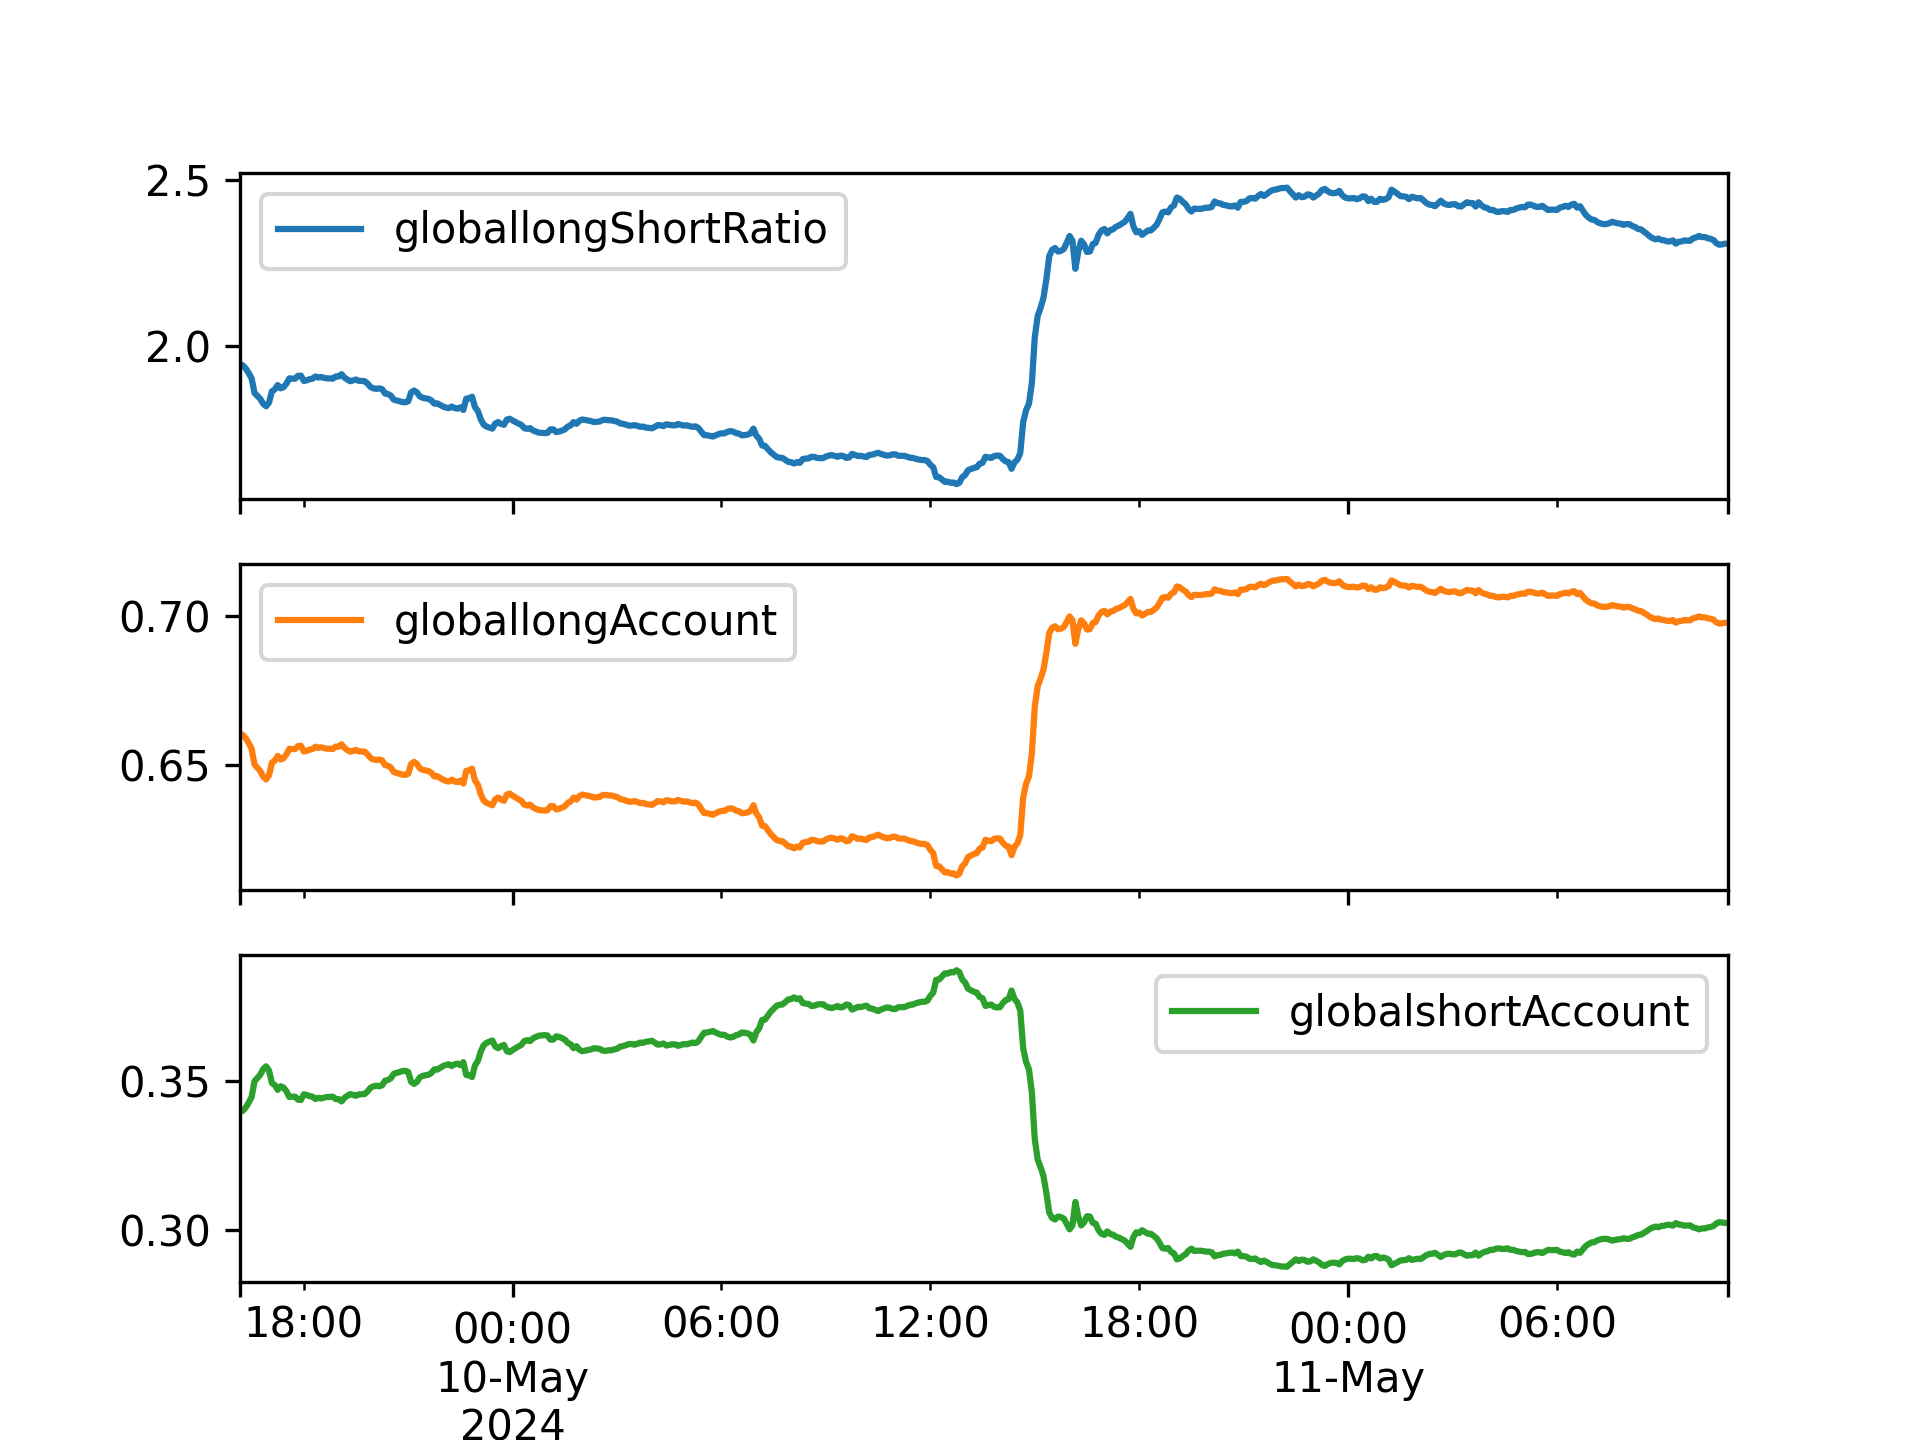 2.5
globallongShortRatio
2.0
globallongAccount
0.70
0.65
globalshortAccount
0.35
0.30
18:00 00:00 06:00 12:00 18:00 00:00 06:00
10-May 11-May
2024